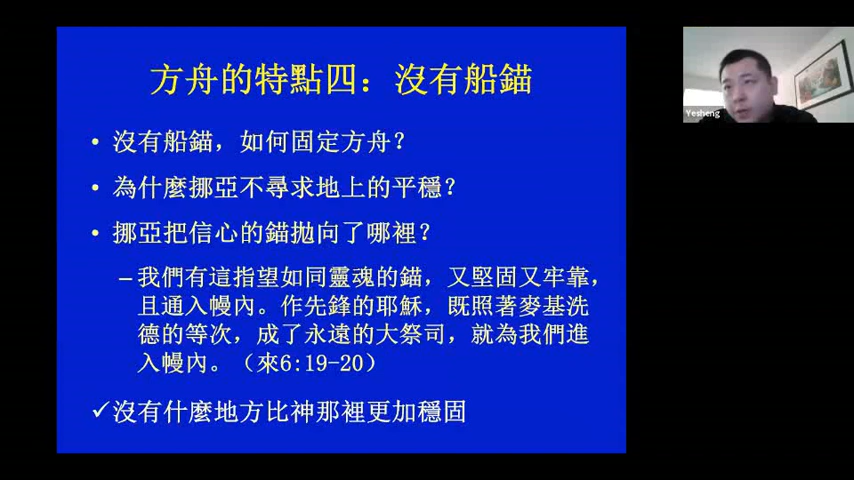 方舟的特點四：沒有船錨
• 沒有船錨，如何固定方舟？
• 為什麼挪亞不尋求地上的平穩？
• 挪亞把信心的錨拋向了哪裡？
–我們有這指望如同靈魂的錨，又堅固又牢靠，
且通入幔內。作先鋒的耶穌，既照著麥基洗
德的等次，成了永遠的大祭司，就為我們進
入幔內。（來6:19-20）
✓沒有什麼地方比神那裡更加穩固
Yesheng